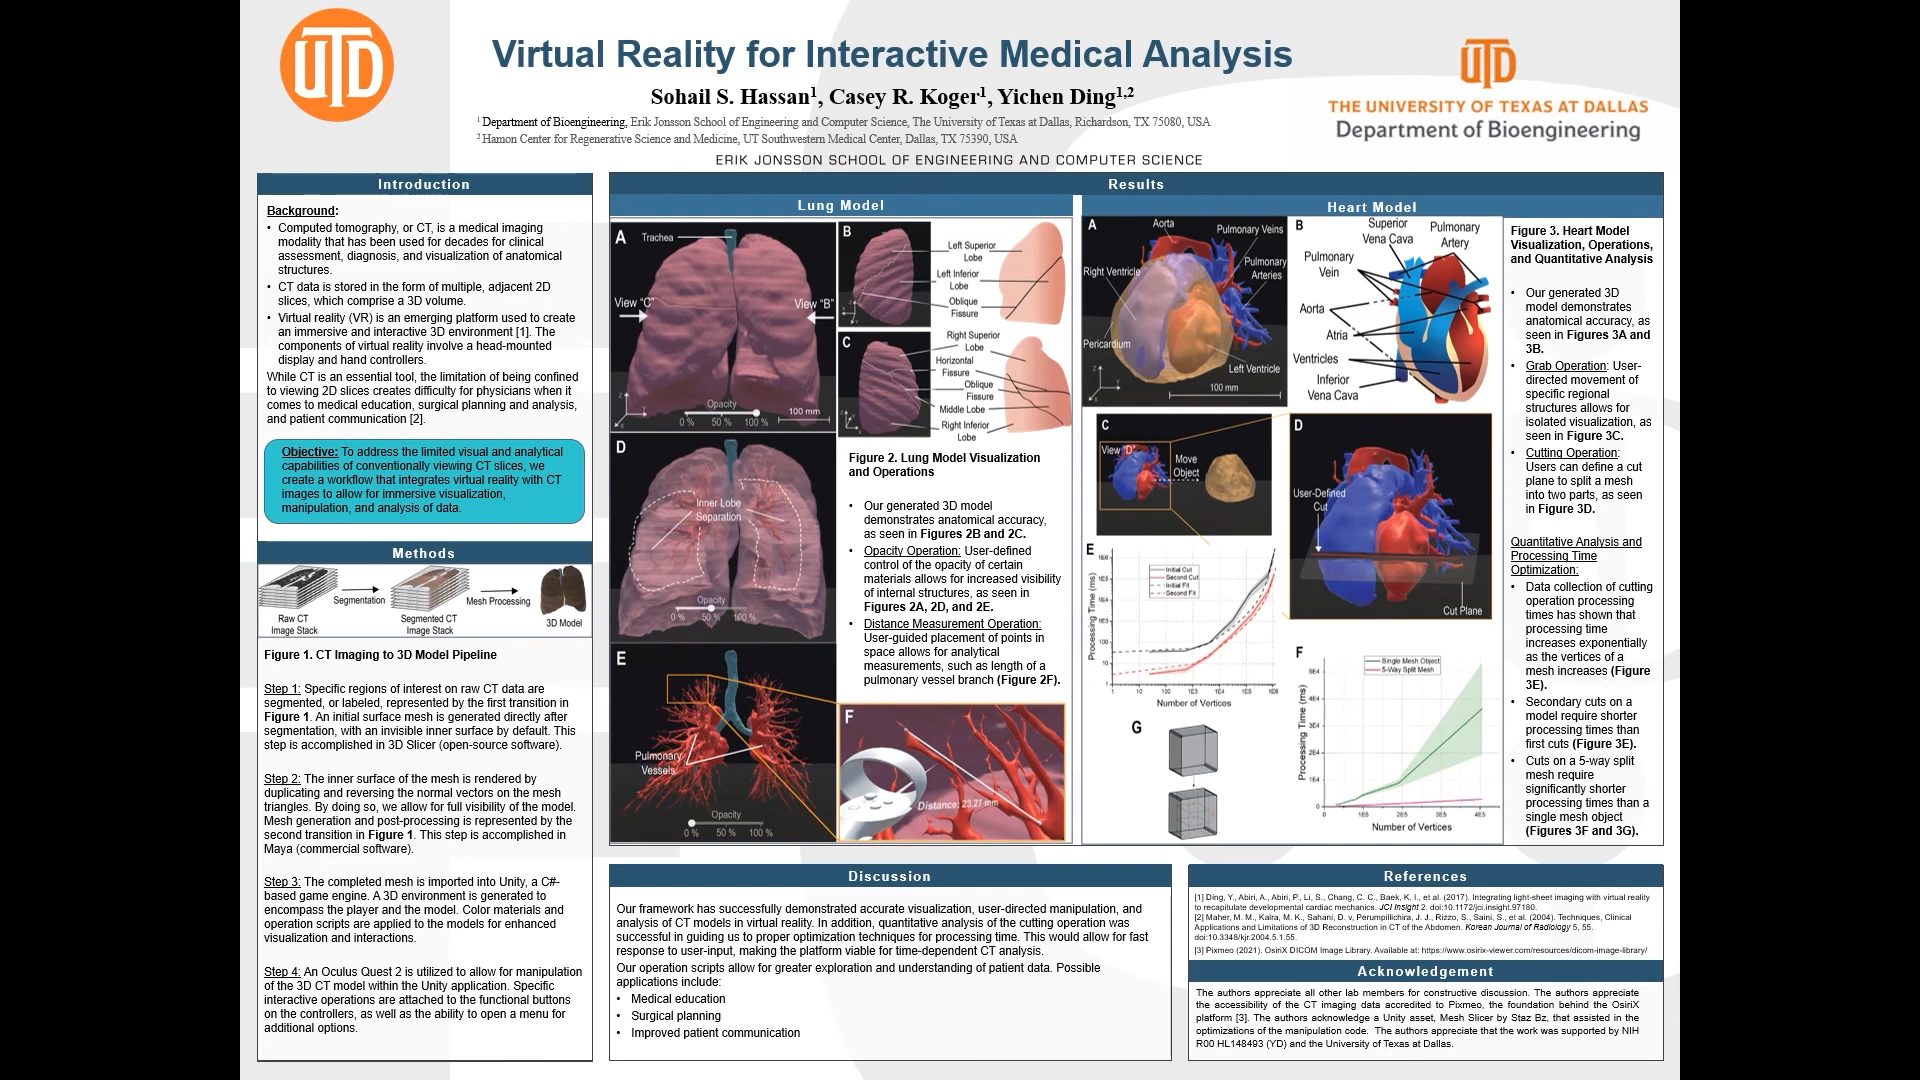 UTD
Virtual Reality for Interactive Medical Analysis
Sohail S. Hassan1, Casey R. Koger1, Yichen Ding1,2
1 Department of Bioengineering, Erik Jonsson School of Engineering and Computer Science, The University of Texas at Dallas, Richardson, TX 75080, USA
2 Hamon Center for Regenerative Science and Medicine, UT Southwestern Medical Center, Dallas, TX 75390, USA
ERIK JONSSON SCHOOL OF ENGINEERING AND COMPUTER SCIENCE
UTD
THE UNIVERSITY OF TEXAS AT DALLAS
Department of Bioengineering
Introduction
Background:
• Computed tomography, or CT, is a medical imaging
modality that has been used for decades for clinical
assessment, diagnosis, and visualization of anatomical
structures.
• CT data is stored in the form of multiple, adjacent 2D
slices, which comprise a 3D volume.
• Virtual reality (VR) is an emerging platform used to create
an immersive and interactive 3D environment [1]. The
components of virtual reality involve a head-mounted
display and hand controllers.
While CT is an essential tool, the limitation of being confined
to viewing 2D slices creates difficulty for physicians when it
comes to medical education, surgical planning and analysis,
and patient communication [2].
Objective: To address the limited visual and analytical
capabilities of conventionally viewing CT slices, we
create a workflow that integrates virtual reality with CT
images to allow for immersive visualization,
manipulation, and analysis of data.
Methods
Segmentation
Mesh Processing
Raw CT
Image Stack
Segmented CT
Image Stack
3D Model
Figure 1. CT Imaging to 3D Model Pipeline
Step 1: Specific regions of interest on raw CT data are
segmented, or labeled, represented by the first transition in
Figure 1. An initial surface mesh is generated directly after
segmentation, with an invisible inner surface by default. This
step is accomplished in 3D Slicer (open-source software).
Step 2: The inner surface of the mesh is rendered by
duplicating and reversing the normal vectors on the mesh
triangles. By doing so, we allow for full visibility of the model.
Mesh generation and post-processing is represented by the
second transition in Figure 1. This step is accomplished in
Maya (commercial software).
Step 3: The completed mesh is imported into Unity, a C#-
based game engine. A 3D environment is generated to
encompass the player and the model. Color materials and
operation scripts are applied to the models for enhanced
visualization and interactions.
Step 4: An Oculus Quest 2 is utilized to allow for manipulation
of the 3D CT model within the Unity application. Specific
interactive operations are attached to the functional buttons
on the controllers, as well as the ability to open a menu for
additional options.
Results
Lung Model
A
Trachea
View "C"
View "B"
Opacity
0 % 50 % 100 %
100 mm
B
Left Superior
Lobe
Left Inferior
Lobe
Oblique
Fissure
C
Right Superior
Lobe
Horizontal
Fissure
Oblique
Fissure
Middle Lobe
Right Inferior
Lobe
D
Inner Lobe
Separation
Opacity
0 % 50 % 100 %
E
Pulmonary
Vessels
Opacity
0 % 50 % 100 %
Figure 2. Lung Model Visualization
and Operations
• Our generated 3D model
demonstrates anatomical accuracy,
as seen in Figures 2B and 2C.
• Opacity Operation: User-defined
control of the opacity of certain
materials allows for increased visibility
of internal structures, as seen in
Figures 2A, 2D, and 2E.
• Distance Measurement Operation:
User-guided placement of points in
space allows for analytical
measurements, such as length of a
pulmonary vessel branch (Figure 2F).
F
Distance: 23.27 mm
Heart Model
A
Aorta
Pulmonary Veins
Pulmonary
Arteries
Right Ventricle
Pericardium
Left Ventricle
100 mm
B
Superior
Vena Cava
Pulmonary
Artery
Pulmonary
Vein
Aorta
Atria
Ventricles
Inferior
Vena Cava
C
View "D"
Move
Object
D
User-Defined
Cut
Cut Plane
E
Processing Time (ms)
Initial Cut
Second Cut
Initial Fit
Second Fit
1E6
1E5
1E4
1E3
100
10
1
1 10 100 1E3 1E4 1E5 1E6
Number of Vertices
F
Processing Time (ms)
Single Mesh Object
5-Way Split Mesh
5E4
4E4
3E4
2E4
1E4
0
0 1E5 2E5 3E5 4E5
Number of Vertices
G
Figure 3. Heart Model
Visualization, Operations,
and Quantitative Analysis
• Our generated 3D
model demonstrates
anatomical accuracy, as
seen in Figures 3A and
3B.
• Grab Operation: User-
directed movement of
specific regional
structures allows for
isolated visualization, as
seen in Figure 3C.
• Cutting Operation:
Users can define a cut
plane to split a mesh
into two parts, as seen
in Figure 3D.
Quantitative Analysis and
Processing Time
Optimization:
• Data collection of cutting
operation processing
times has shown that
processing time
increases exponentially
as the vertices of a
mesh increases (Figure
3E).
• Secondary cuts on a
model require shorter
processing times than
first cuts (Figure 3E).
• Cuts on a 5-way split
mesh require
significantly shorter
processing times than a
single mesh object
(Figures 3F and 3G).
Discussion
Our framework has successfully demonstrated accurate visualization, user-directed manipulation, and
analysis of CT models in virtual reality. In addition, quantitative analysis of the cutting operation was
successful in guiding us to proper optimization techniques for processing time. This would allow for fast
response to user-input, making the platform viable for time-dependent CT analysis.
Our operation scripts allow for greater exploration and understanding of patient data. Possible
applications include:
• Medical education
• Surgical planning
• Improved patient communication
References
[1] Ding, Y., Abiri, A., Abiri, P., Li, S., Chang, C. C., Baek, K. I., et al. (2017). Integrating light-sheet imaging with virtual reality
to recapitulate developmental cardiac mechanics. JCI Insight 2. doi:10.1172/jci.insight.97180.
[2] Maher, M. M., Kalra, M. K., Sahani, D. v, Perumpillichira, J. J., Rizzo, S., Saini, S., et al. (2004). Techniques, Clinical
Applications and Limitations of 3D Reconstruction in CT of the Abdomen. Korean Journal of Radiology 5, 55.
doi:10.3348/kjr.2004.5.1.55.
[3] Pixmeo (2021). OsiriX DICOM Image Library. Available at: https://www.osirix-viewer.com/resources/dicom-image-library/
Acknowledgement
The authors appreciate all other lab members for constructive discussion. The authors appreciate
the accessibility of the CT imaging data accredited to Pixmeo, the foundation behind the OsiriX
platform [3]. The authors acknowledge a Unity asset, Mesh Slicer by Staz Bz, that assisted in the
optimizations of the manipulation code. The authors appreciate that the work was supported by NIH
R00 HL148493 (YD) and the University of Texas at Dallas.